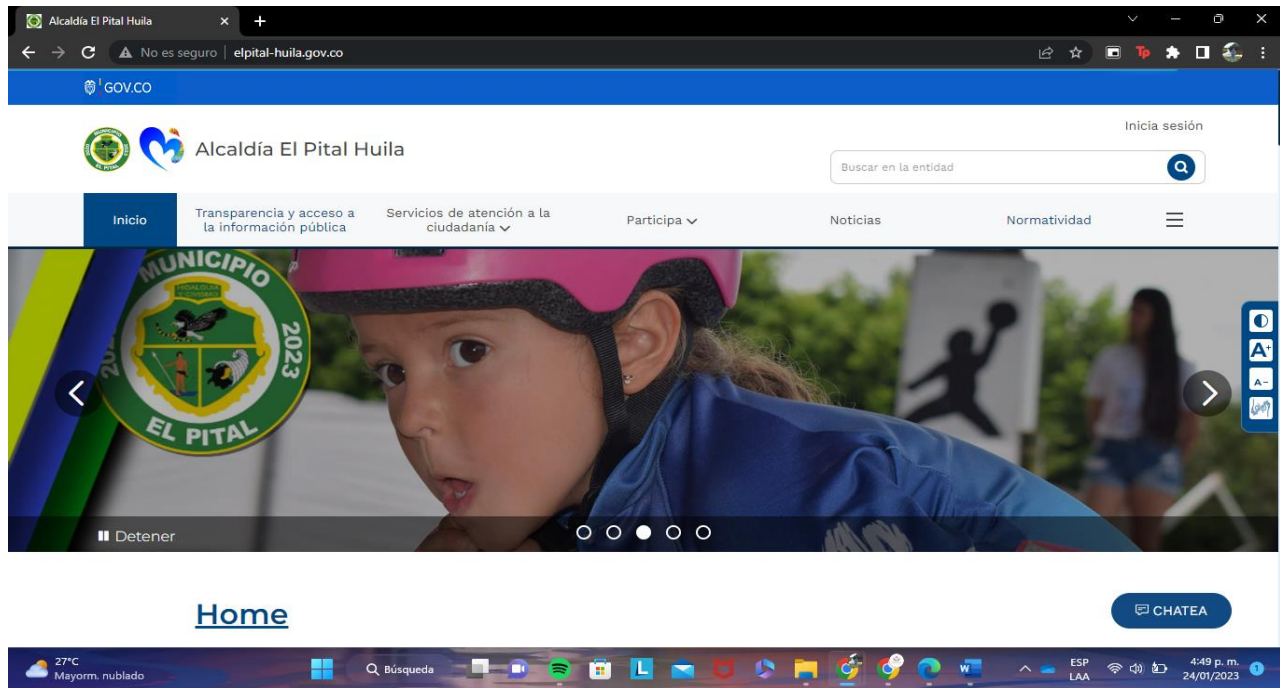 Alcaldía El Pital Huila
No es seguro | elpital-huila.gov.co
GOV.CO
Inicia sesión
Alcaldía El Pital Huila
Buscar en la entidad
Inicio
Transparencia y acceso a
la información pública
Servicios de atención a la
ciudadanía
Participa
Noticias
Normatividad
MUNICIPIO
2023
EL PITAL
A+
A-
Detener
Home
CHATEA
27°C
Mayorm. nublado
Búsqueda
ESP
LAA
4:49 p. m.
24/01/2023
1